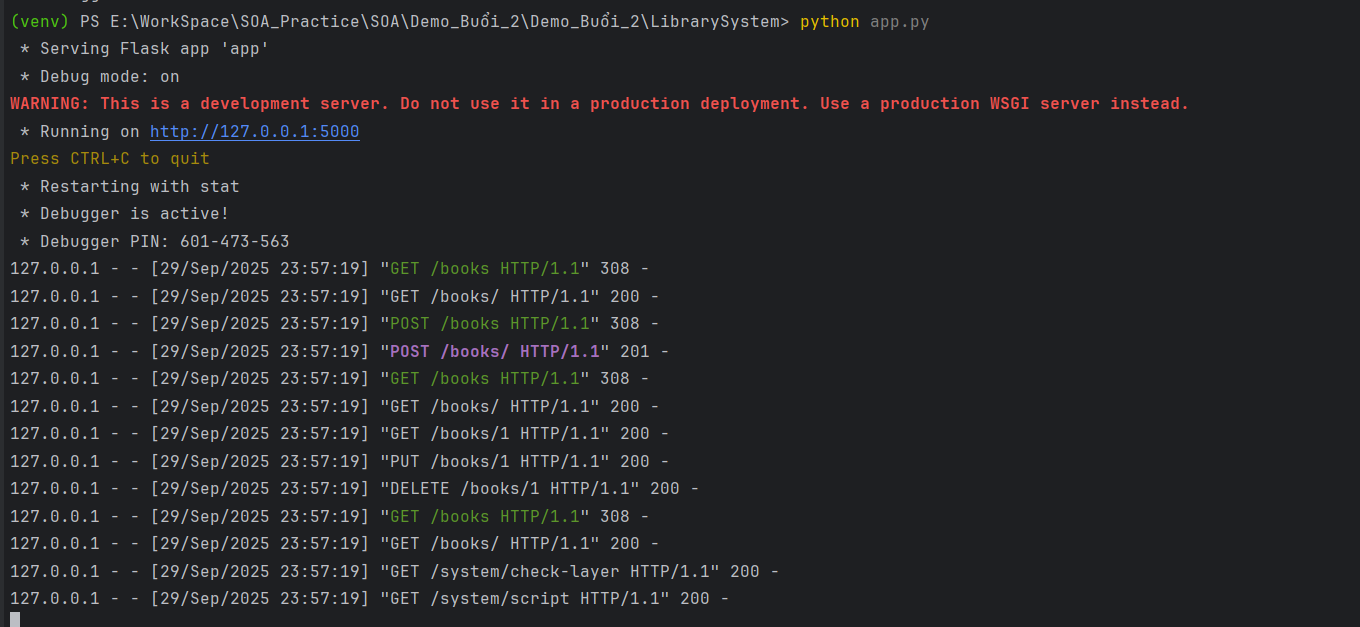 (venv) PS E:\WorkSpace\SOA_Practice\SOA\Demo_Buổi_2\Demo_Buổi_2\LibrarySystem> python app.py
 * Serving Flask app 'app'
 * Debug mode: on
WARNING: This is a development server. Do not use it in a production deployment. Use a production WSGI server instead.
 * Running on http://127.0.0.1:5000
Press CTRL+C to quit
 * Restarting with stat
 * Debugger is active!
 * Debugger PIN: 601-473-563
127.0.0.1 - - [29/Sep/2025 23:57:19] "GET /books HTTP/1.1" 308 -
127.0.0.1 - - [29/Sep/2025 23:57:19] "GET /books/ HTTP/1.1" 200 -
127.0.0.1 - - [29/Sep/2025 23:57:19] "POST /books HTTP/1.1" 308 -
127.0.0.1 - - [29/Sep/2025 23:57:19] "POST /books/ HTTP/1.1" 201 -
127.0.0.1 - - [29/Sep/2025 23:57:19] "GET /books HTTP/1.1" 308 -
127.0.0.1 - - [29/Sep/2025 23:57:19] "GET /books/ HTTP/1.1" 200 -
127.0.0.1 - - [29/Sep/2025 23:57:19] "GET /books/1 HTTP/1.1" 200 -
127.0.0.1 - - [29/Sep/2025 23:57:19] "PUT /books/1 HTTP/1.1" 200 -
127.0.0.1 - - [29/Sep/2025 23:57:19] "DELETE /books/1 HTTP/1.1" 200 -
127.0.0.1 - - [29/Sep/2025 23:57:19] "GET /books HTTP/1.1" 308 -
127.0.0.1 - - [29/Sep/2025 23:57:19] "GET /books/ HTTP/1.1" 200 -
127.0.0.1 - - [29/Sep/2025 23:57:19] "GET /system/check-layer HTTP/1.1" 200 -
127.0.0.1 - - [29/Sep/2025 23:57:19] "GET /system/script HTTP/1.1" 200 -